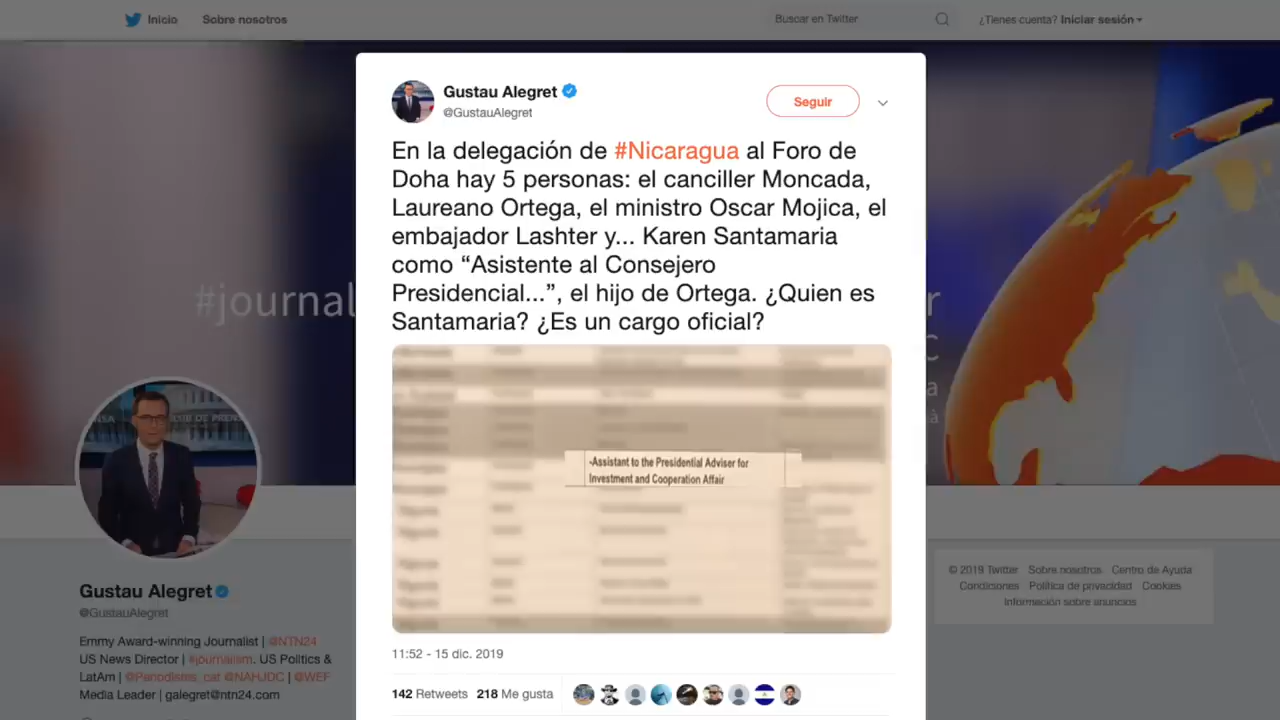 Inicio
Sobre nosotros
Buscar en Twitter
¿Tienes cuenta? Iniciar sesión
Gustau Alegret
@GustauAlegret
Seguir
En la delegación de #Nicaragua al Foro de
Doha hay 5 personas: el canciller Moncada,
Laureano Ortega, el ministro Oscar Mojica, el
embajador Lashter y... Karen Santamaria
como “Asistente al Consejero
Presidencial...”, el hijo de Ortega. ¿Quien es
Santamaria? ¿Es un cargo oficial?
#journal
-Assistant to the Presidential Adviser for
Investment and Cooperation Affair
11:52 - 15 dic. 2019
142 Retweets 218 Me gusta
Gustau Alegret
@GustauAlegret
Emmy Award-winning Journalist | @NTN24
US News Director | #journalism. US Politics &
LatAm | @Periodistes_cat @NAHJDC | @WEF
Media Leader | galegret@ntn24.com
© 2019 Twitter Sobre nosotros Centro de Ayuda
Condiciones Política de privacidad Cookies
Información sobre anuncios